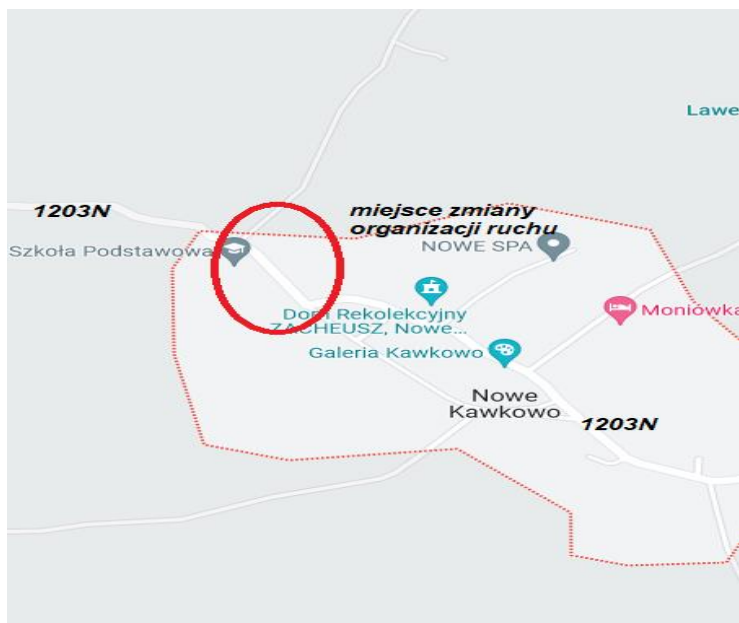 Lawe
1203N
miejsce zmiany
organizacji ruchu
Szkoła Podstawowa
NOWE SPA
Dom Rekolekcyjny
ZACHEUSZ, Nowe...
Moniówka
Galeria Kawkowo
Nowe
Kawkowo
1203N